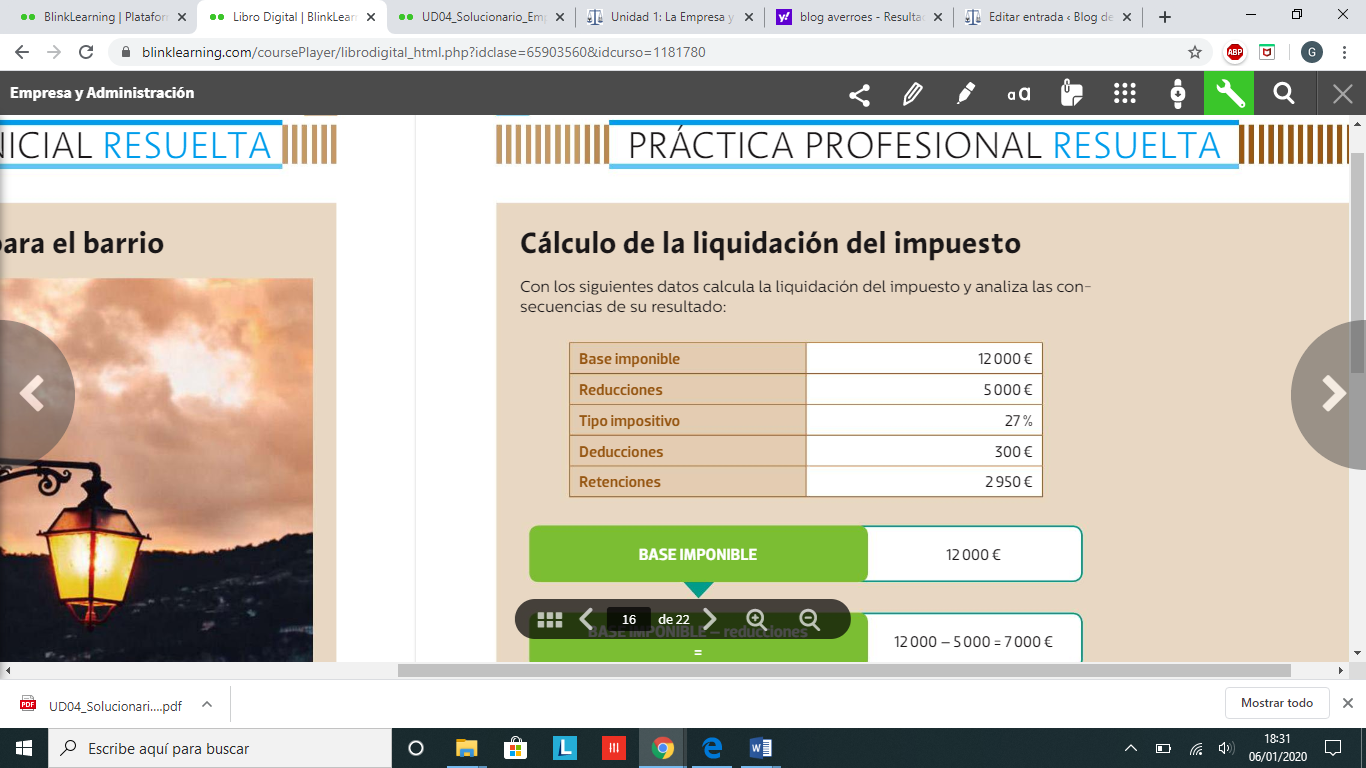 BlinkLearning | Platafor
Libro Digital | BlinkLear
UD04_Solucionario_Em
Unidad 1: La Empresa y
blog averroes - Resulta
Editar entrada ‹ Blog de
blinklearning.com/coursePlayer/librodigital_html.php?idclase=65903560&idcurso=1181780
ABP
G
Empresa y Administración
a a
NICIAL RESUELTA
PRÁCTICA PROFESIONAL RESUELTA
para el barrio
Cálculo de la liquidación del impuesto
Con los siguientes datos calcula la liquidación del impuesto y analiza las con-
secuencias de su resultado:
Base imponible 12 000 €
Reducciones 5 000 €
Tipo impositivo 27 %
Deducciones 300 €
Retenciones 2 950 €
BASE IMPONIBLE 12 000 €
16 de 22
BASE IMPONIBLE – reducciones
=
12 000 – 5 000 = 7 000 €
PDF
UD04_Solucionari....pdf
Mostrar todo
Escribe aquí para buscar
L
W
18:31
06/01/2020